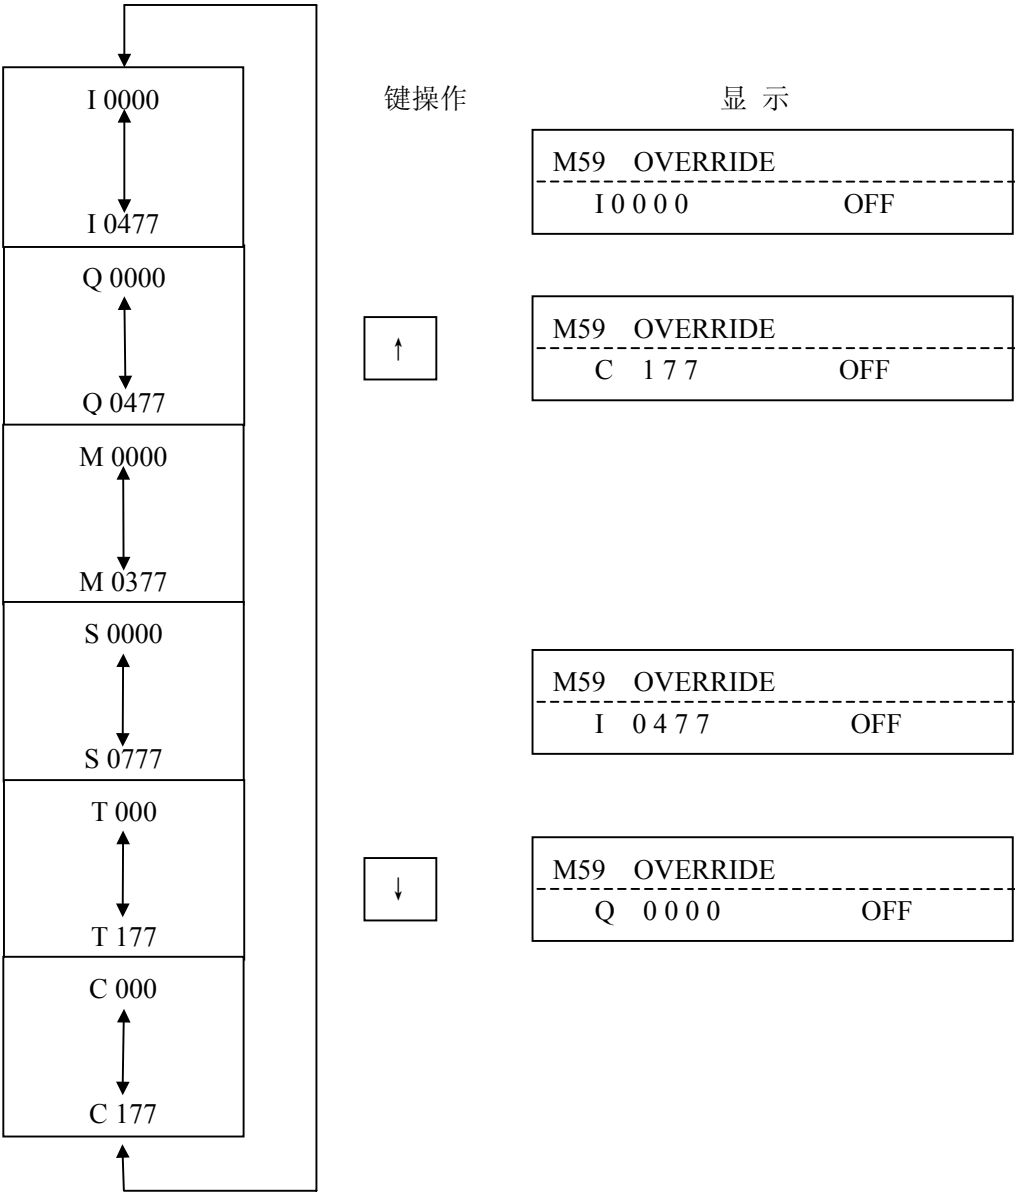 I 0000
I 0477
Q 0000
Q 0477
M 0000
M 0377
S 0000
S 0777
T 000
T 177
C 000
C 177
键操作 显 示
M59 OVERRIDE
I 0 0 0 0 OFF
↑
M59 OVERRIDE
C 1 7 7 OFF
M59 OVERRIDE
I 0 4 7 7 OFF
↓
M59 OVERRIDE
Q 0 0 0 0 OFF